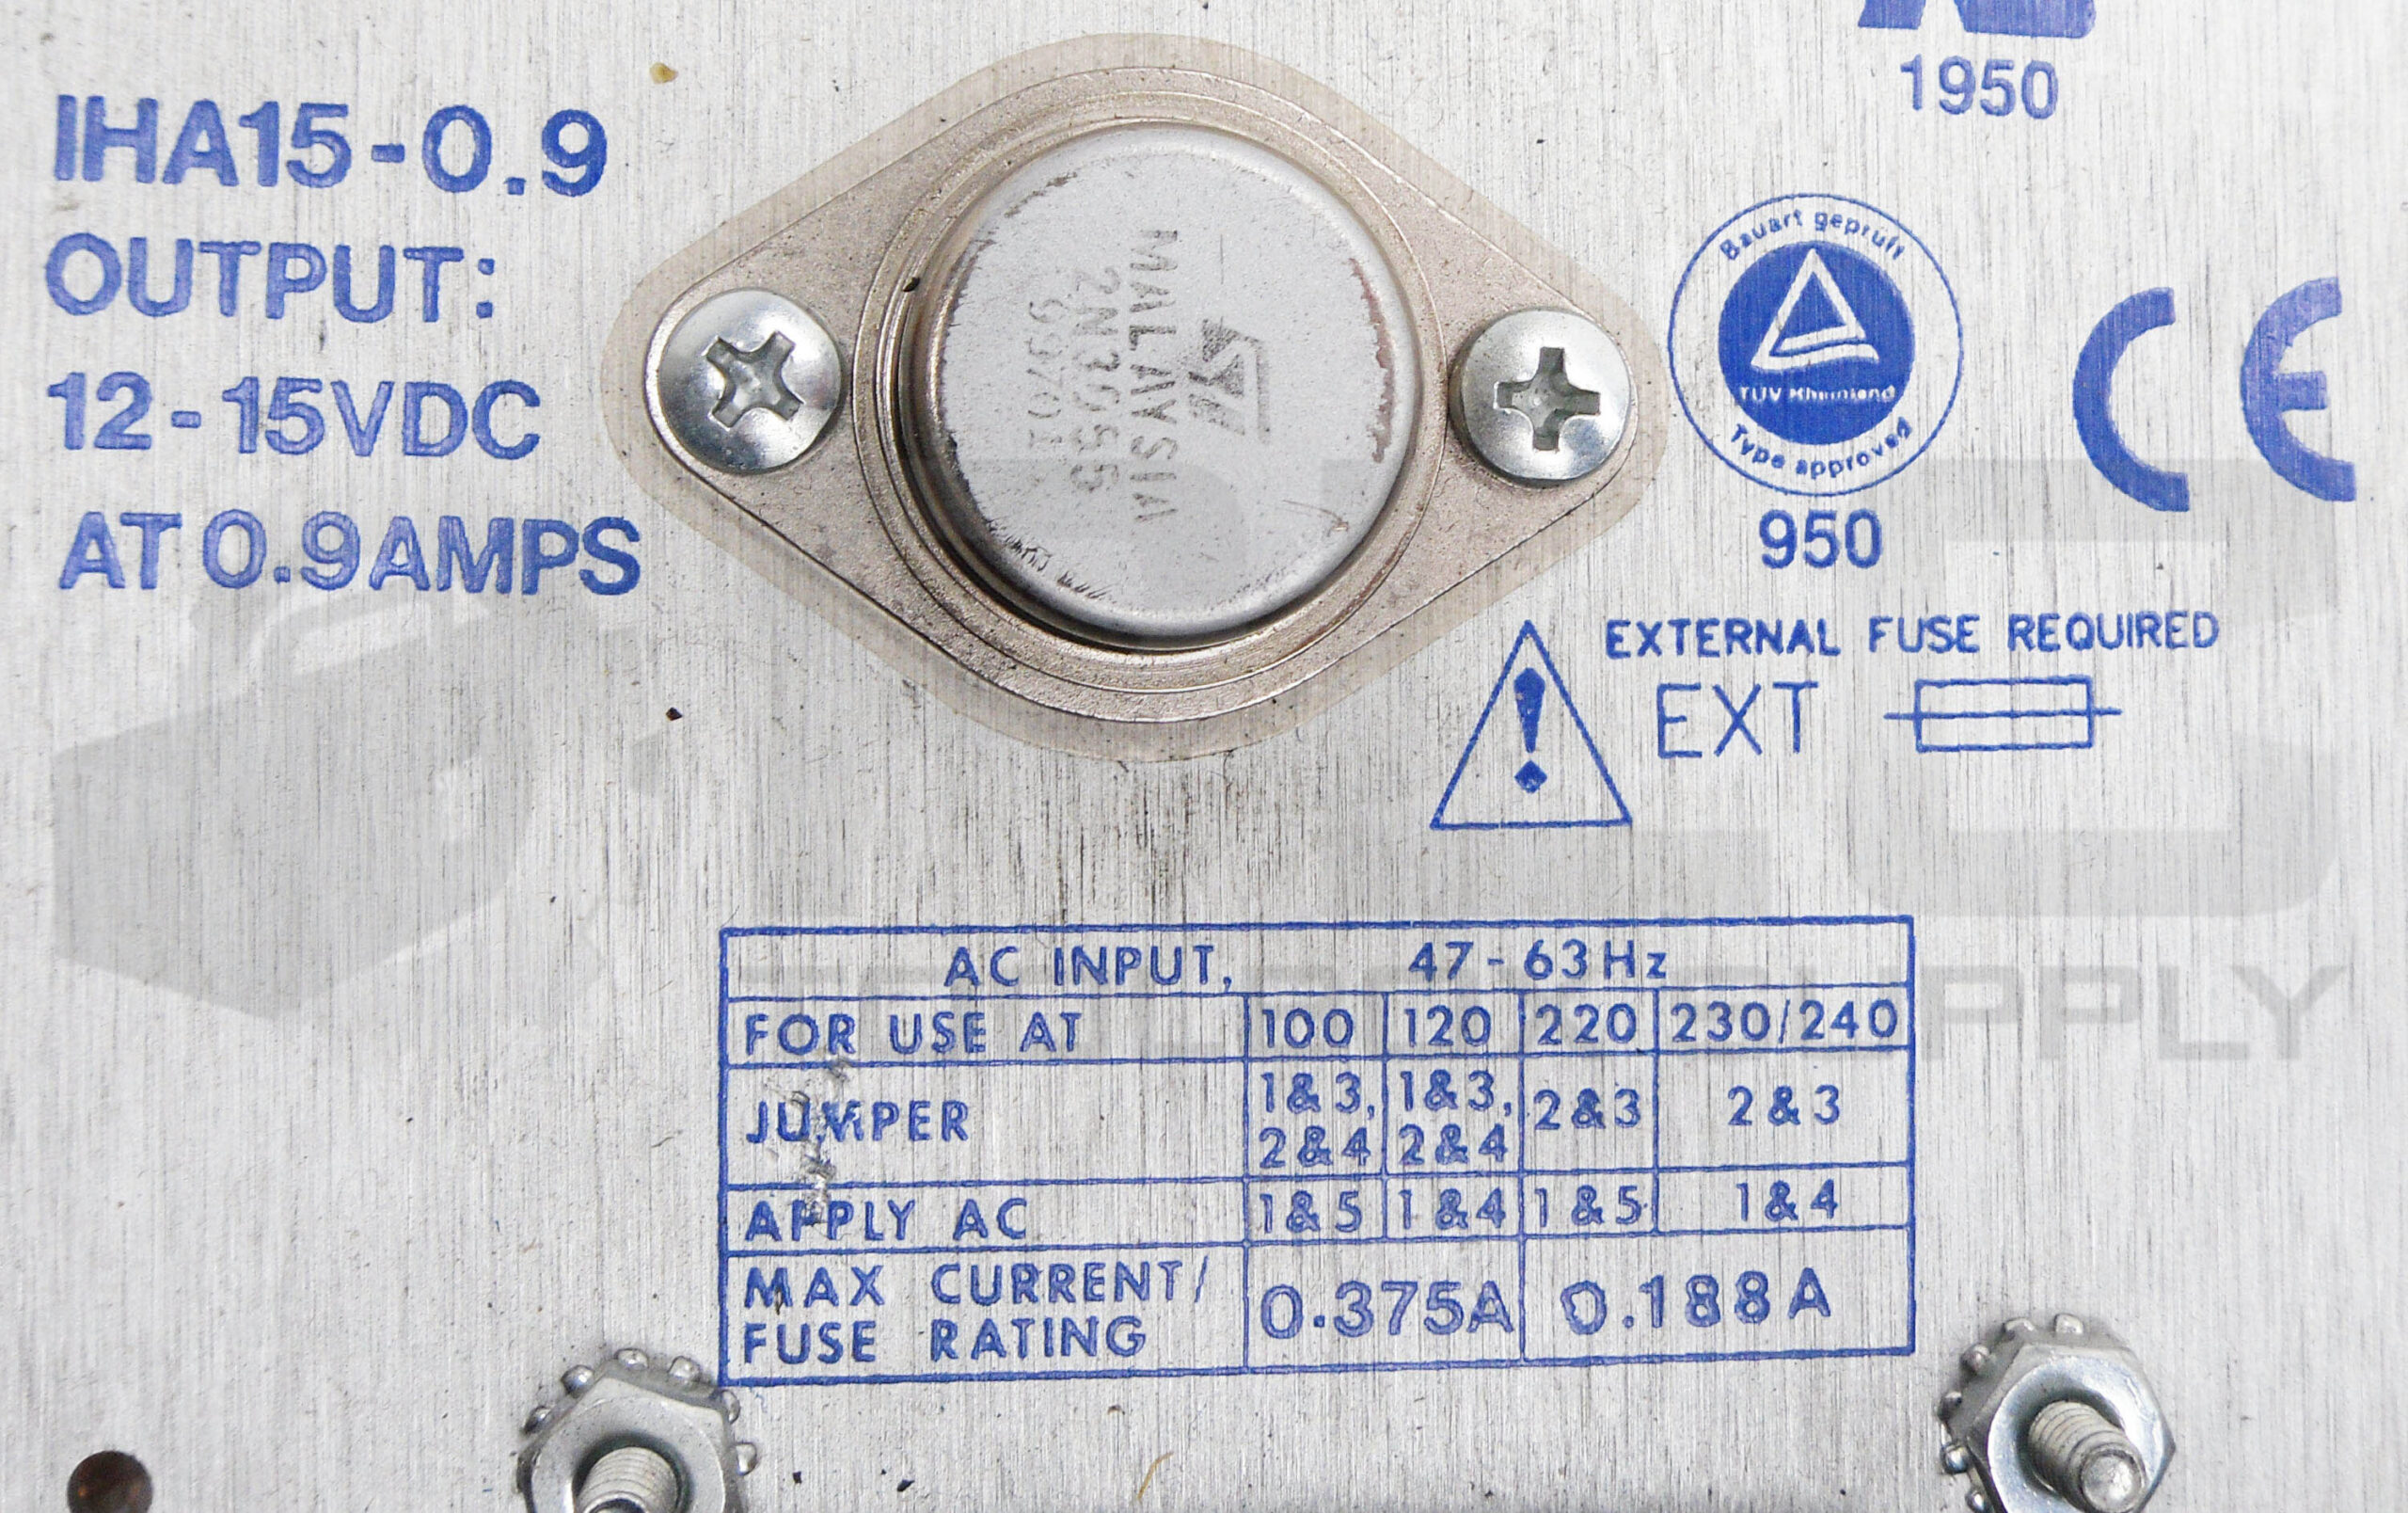 IHA15-0.9
OUTPUT:
12-15VDC
AT 0.9AMPS
MALAYSIA
2N3055
99701
1950
Bauart geprüft
TÜV Rheinland
Type approved
950
CE
EXTERNAL FUSE REQUIRED
!
EXT
AC INPUT, 47-63Hz
FOR USE AT 100 120 220 230/240
JUMPER 1&3, 2&4 1&3, 2&4 2&3 2&3
APPLY AC 1&5 1&4 1&5 1&4
MAX CURRENT/
FUSE RATING 0.375A 0.188A